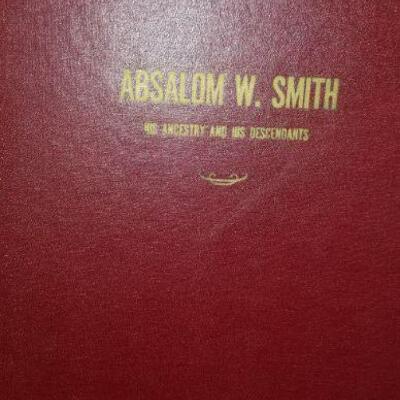 ABSALOM W. SMITH
HIS ANCESTRY AND HIS DESCENDANTS